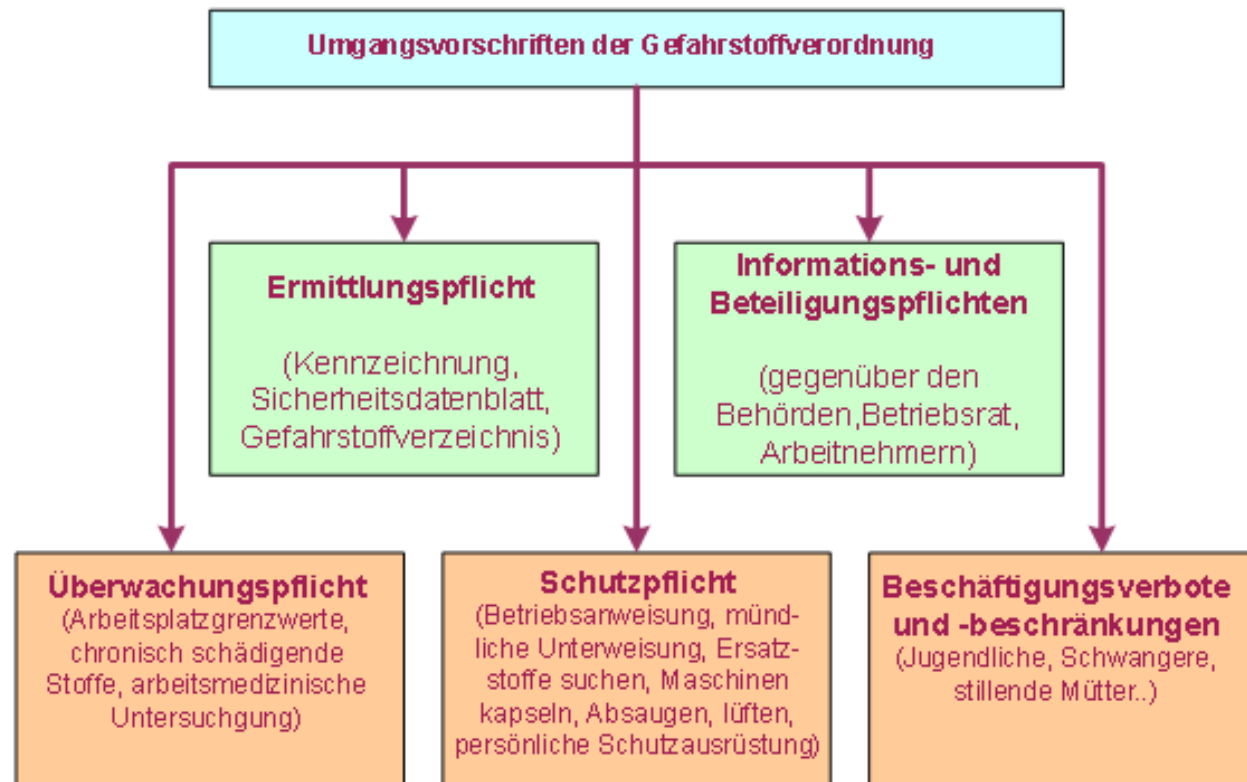 Umgangsvorschriften der Gefahrstoffverordnung
Ermittlungspflicht
(Kennzeichnung,
Sicherheitsdatenblatt,
Gefahrstoffverzeichnis)
Informations- und
Beteiligungspflichten
(gegenüber den
Behörden,Betriebsrat,
Arbeitnehmern)
Überwachungspflicht
(Arbeitsplatzgrenzwerte,
chronisch schädigende
Stoffe, arbeitsmedizinische
Untersuchgung)
Schutzpflicht
(Betriebsanweisung, münd-
liche Unterweisung, Ersatz-
stoffe suchen, Maschinen
kapseln, Absaugen, lüften,
persönliche Schutzausrüstung)
Beschäftigungsverbote
und -beschränkungen
(Jugendliche, Schwangere,
stillende Mütter..)